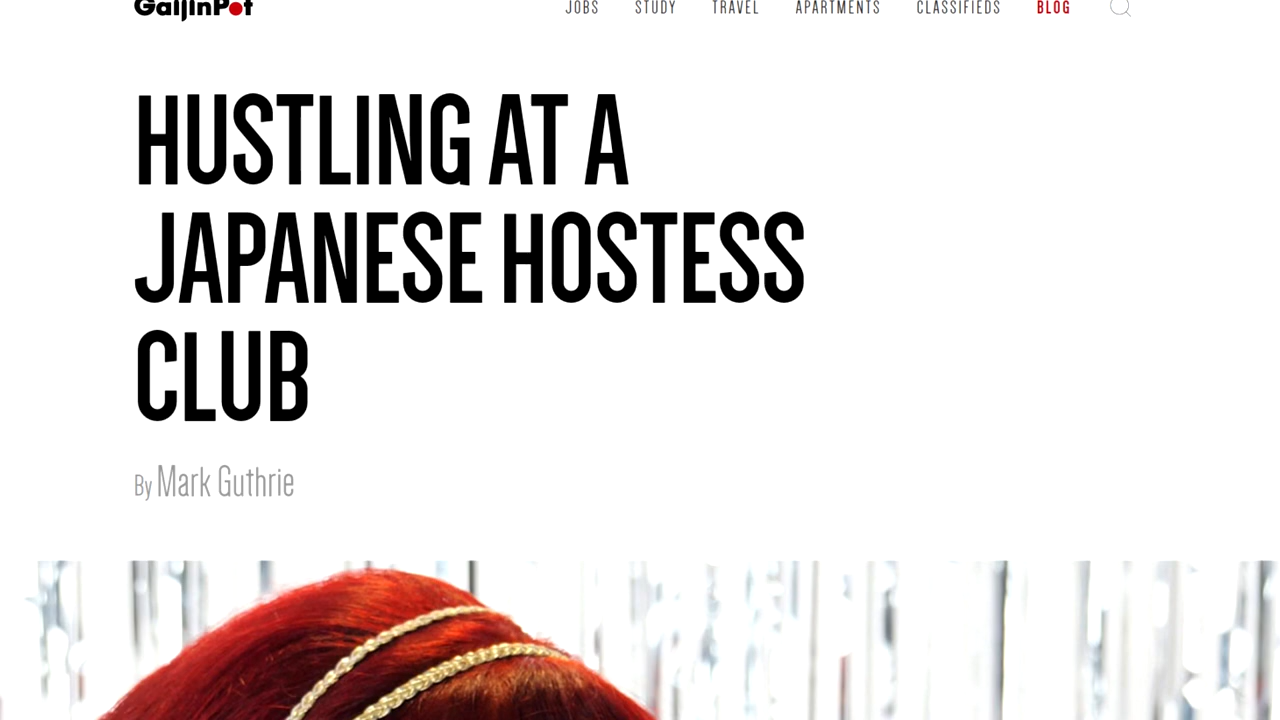 GaijinPot
JOBS STUDY TRAVEL APARTMENTS CLASSIFIEDS BLOG
HUSTLING AT A
JAPANESE HOSTESS
CLUB
By Mark Guthrie